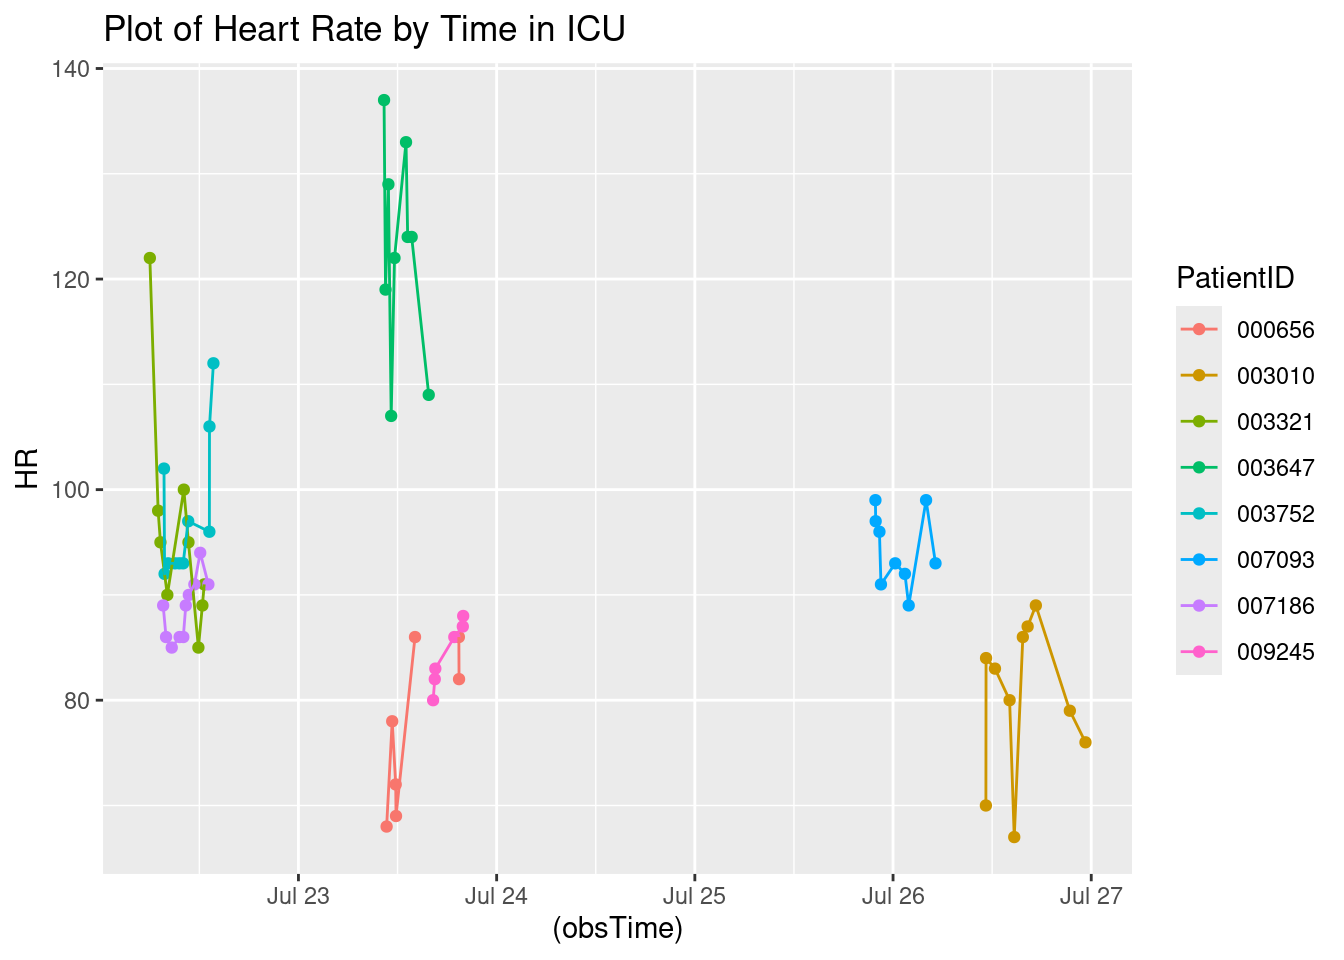 Plot of Heart Rate by Time in ICU
140
120
100
80
HR
Jul 23
Jul 24
Jul 25
Jul 26
Jul 27
(obsTime)
PatientID
000656
003010
003321
003647
003752
007093
007186
009245